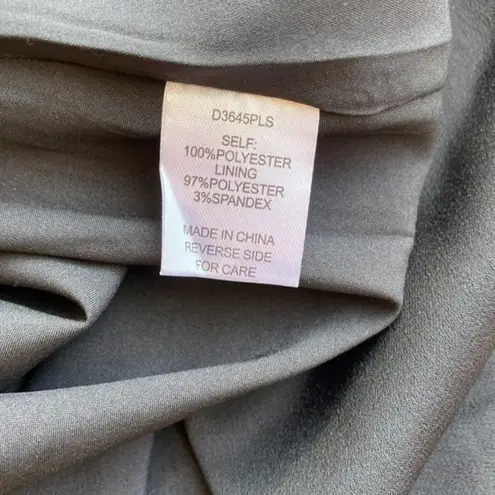 D3645PLS
SELF:
100%POLYESTER
LINING
97%POLYESTER
3%SPANDEX
MADE IN CHINA
REVERSE SIDE
FOR CARE